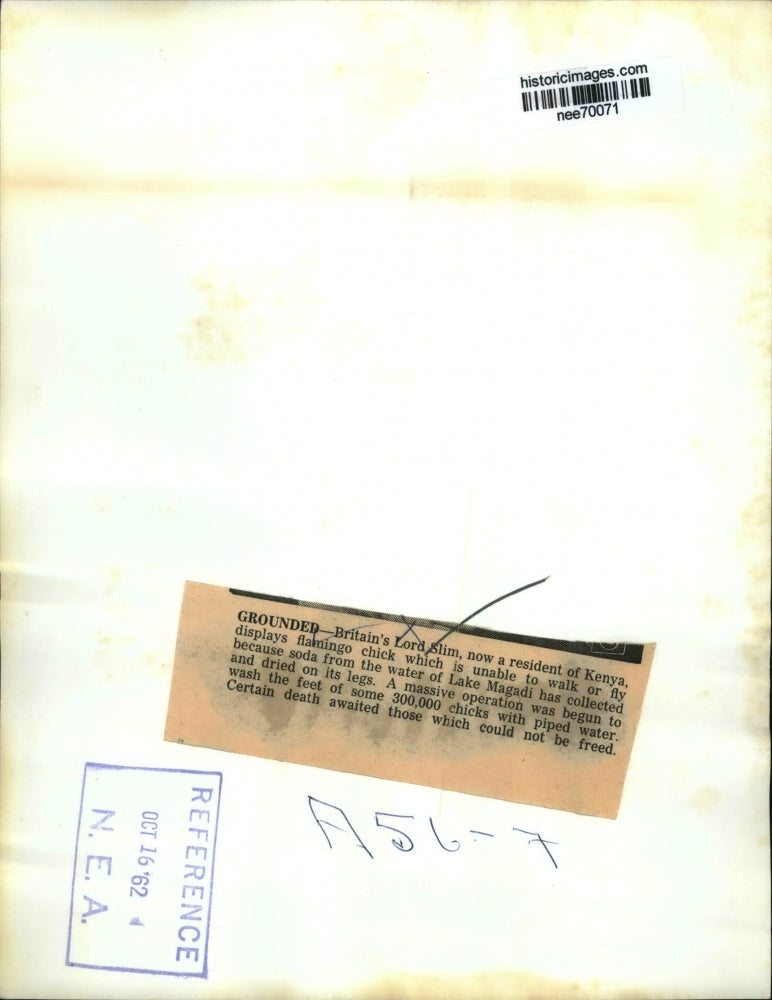 historicimages.com
nee70071
GROUNDED—Britain's Lord Slim, now a resident of Kenya,
displays flamingo chick which is unable to walk or fly
because soda from the water of Lake Magadi has collected
and dried on its legs. A massive operation was begun to
wash the feet of some 300,000 chicks with piped water.
Certain death awaited those which could not be freed.
A56-7
REFERENCE
OCT 16 '62
N. E. A.